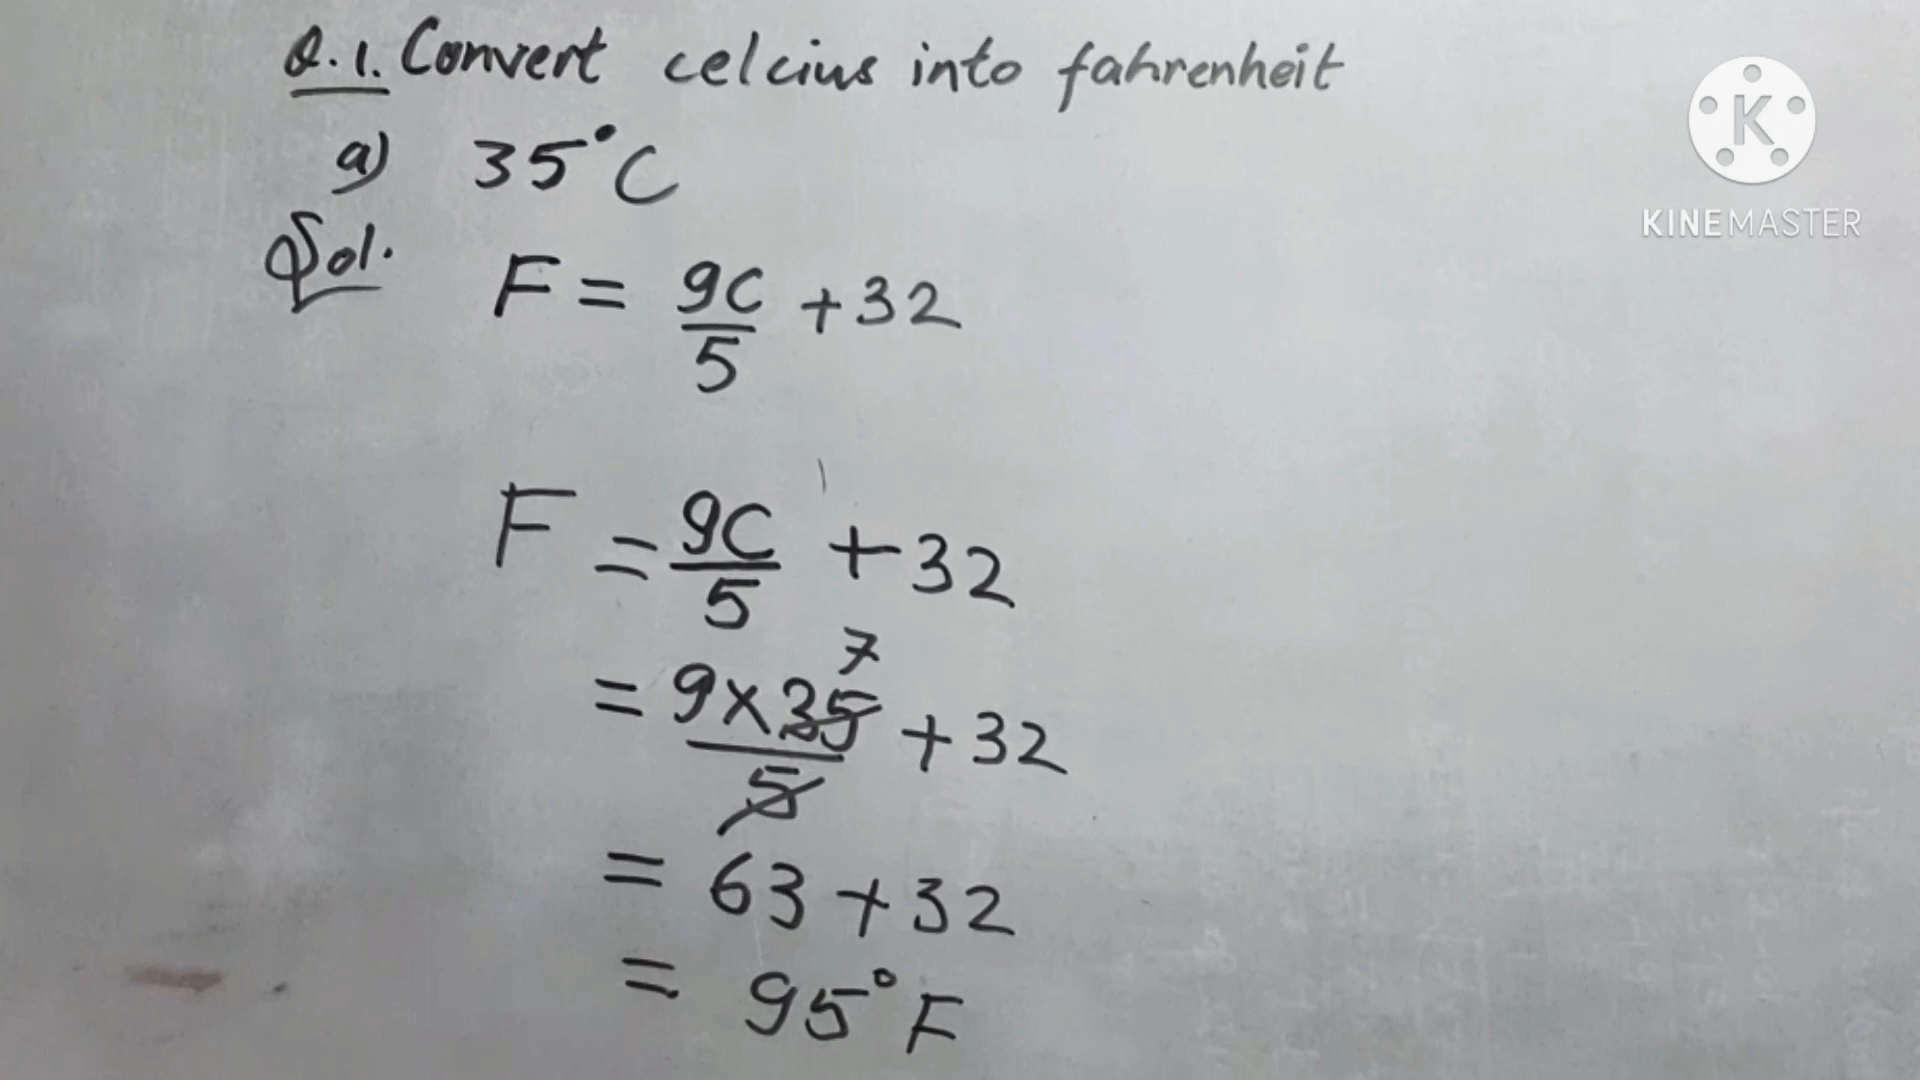 Q.1. Convert celcius into fahrenheit
a) 35°C
Sol.
F = 9C/5 + 32
F = 9C/5 + 32
7
= 9×35/5 + 32
= 63 + 32
= 95°F
K
KINEMASTER